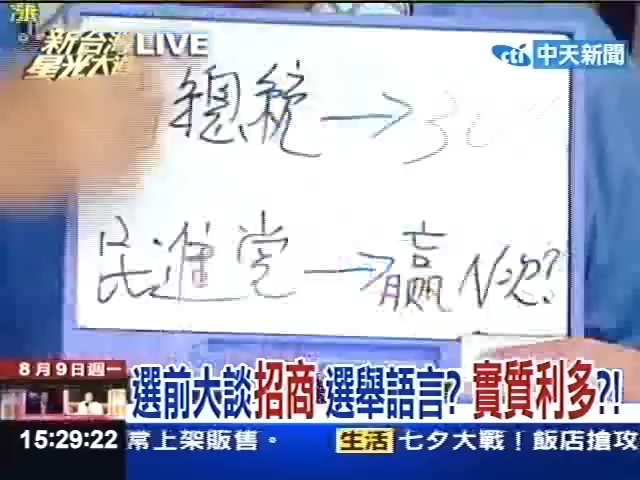 新台灣 LIVE
星光大道
cti 中天新聞
總統→30%
民進党→贏N次?
8月9日週一
選前大談招商 選舉語言? 實質利多?!
15:29:22 常上架販售。 生活 七夕大戰!飯店搶攻